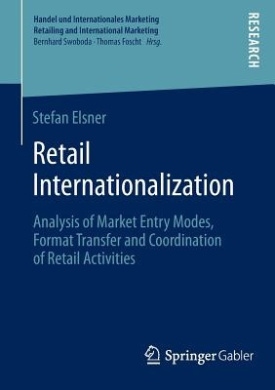 Handel und Internationales Marketing
Retailing and International Marketing
Bernhard Swoboda · Thomas Foscht Hrsg.
RESEARCH
Stefan Elsner
Retail
Internationalization
Analysis of Market Entry Modes,
Format Transfer and Coordination
of Retail Activities
Springer Gabler